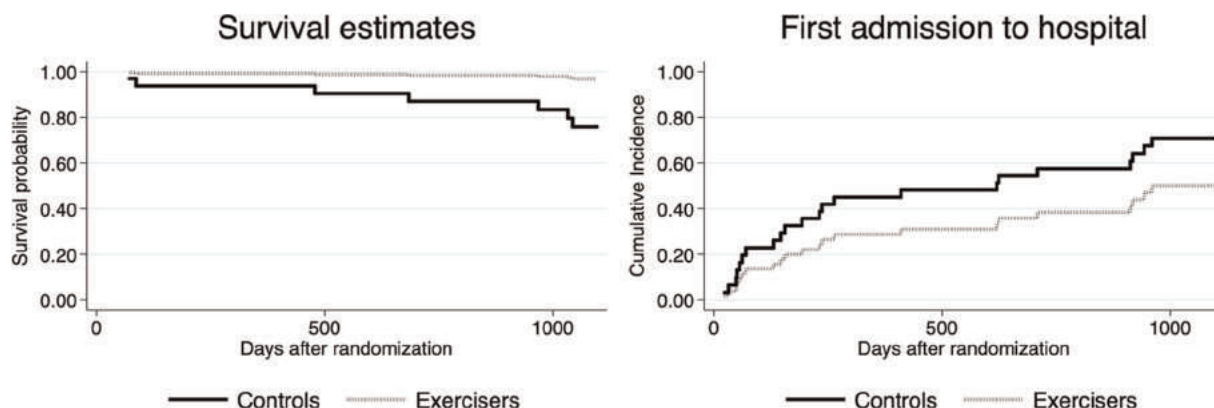 Survival estimates
Survival probability
1.00
0.80
0.60
0.40
0.20
0.00
0
500
1000
Days after randomization
Controls
Exercisers
First admission to hospital
Cumulative Incidence
1.00
0.80
0.60
0.40
0.20
0.00
0
500
1000
Days after randomization
Controls
Exercisers